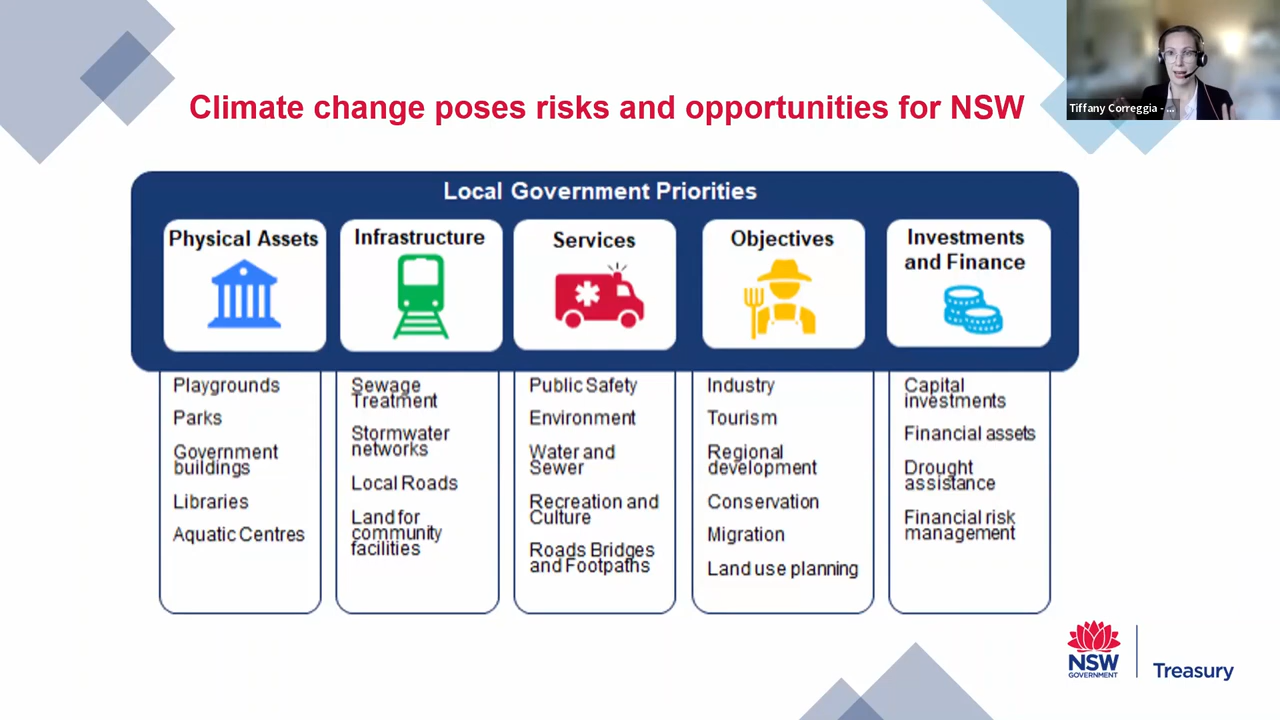 Climate change poses risks and opportunities for NSW
Tiffany Correggia - ...
Local Government Priorities
Physical Assets
Infrastructure
Services
Objectives
Investments
and Finance
Playgrounds
Parks
Government
buildings
Libraries
Aquatic Centres
Sewage
Treatment
Stormwater
networks
Local Roads
Land for
community
facilities
Public Safety
Environment
Water and
Sewer
Recreation and
Culture
Roads Bridges
and Footpaths
Industry
Tourism
Regional
development
Conservation
Migration
Land use planning
Capital
investments
Financial assets
Drought
assistance
Financial risk
management
NSW
GOVERNMENT
Treasury